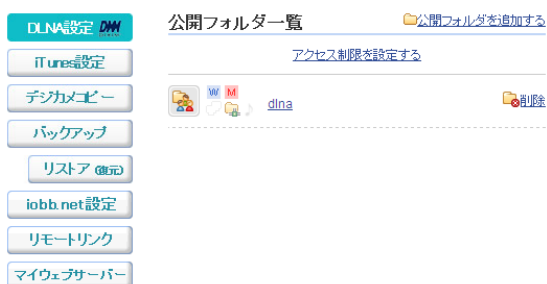 DLNA設定
iTunes設定
デジカメコピー
バックアップ
リストア (復元)
iobb.net設定
リモートリンク
マイウェブサーバー
公開フォルダ一覧
公開フォルダを追加する
アクセス制限を設定する
W M
dlna
削除